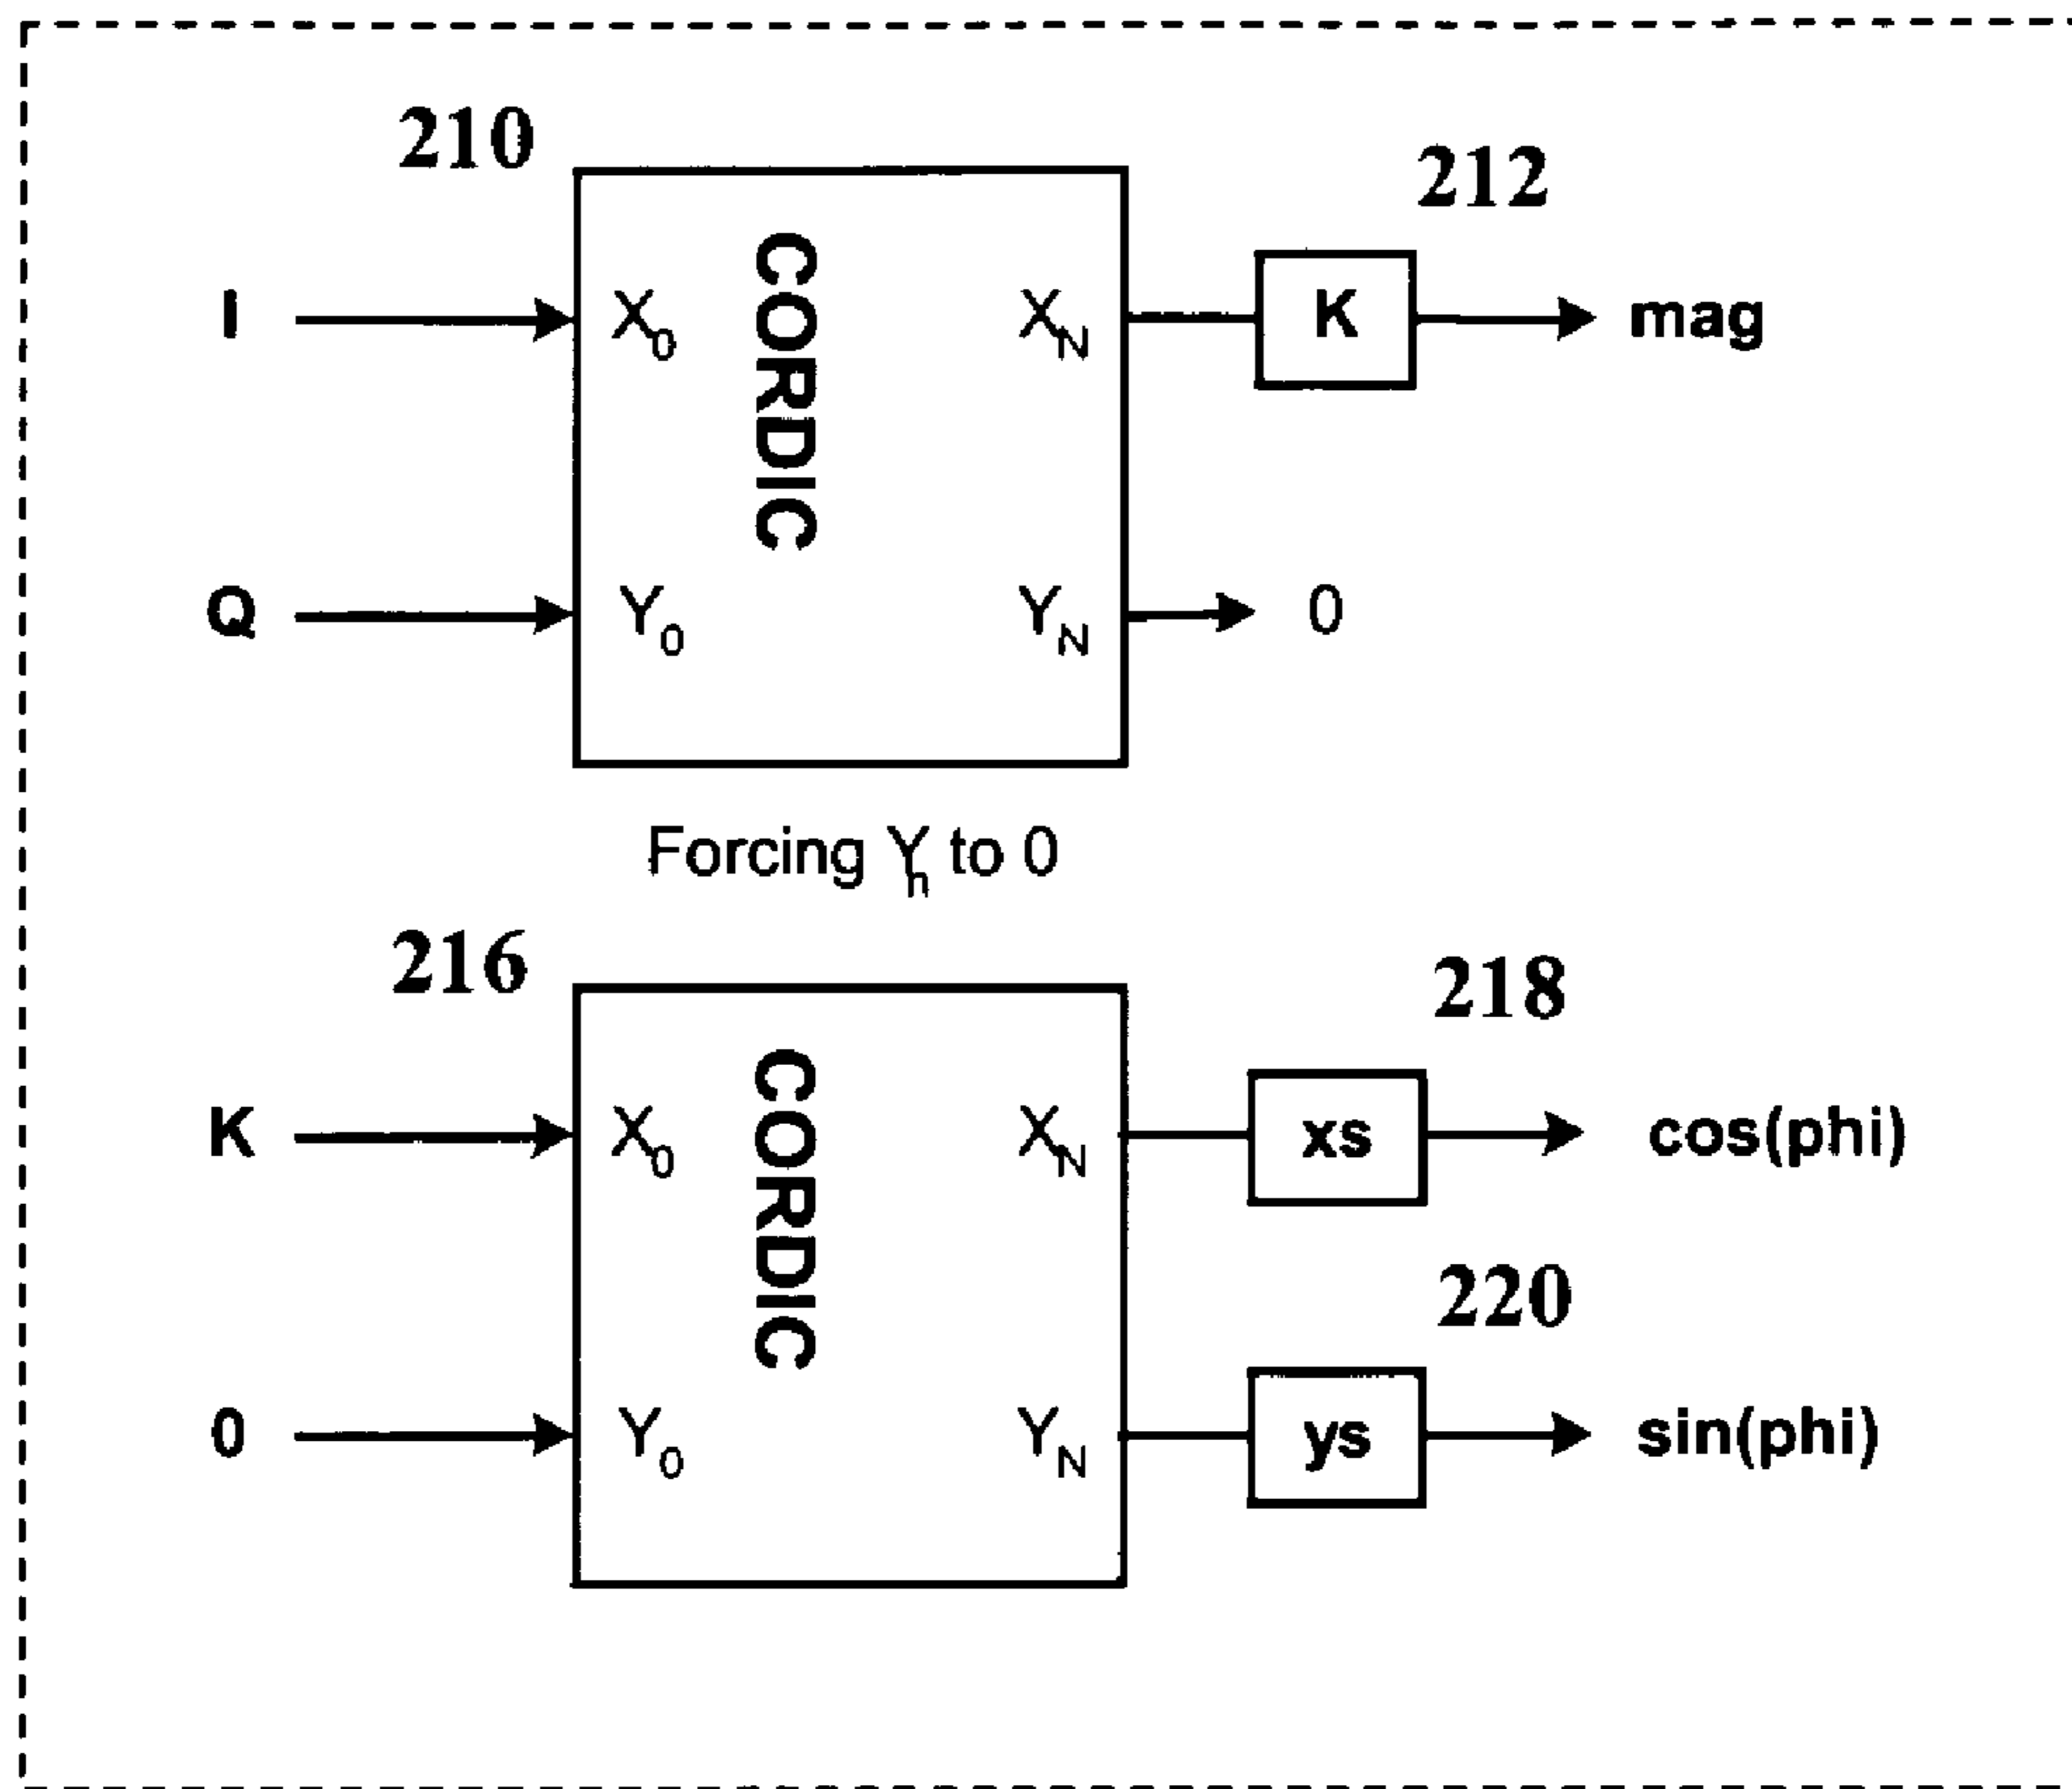 210
212
I
X0
CORDIC
XN
K
mag
Q
Y0
YN
0
Forcing Yn to 0
216
218
K
X0
CORDIC
XN
xs
cos(phi)
220
0
Y0
YN
ys
sin(phi)